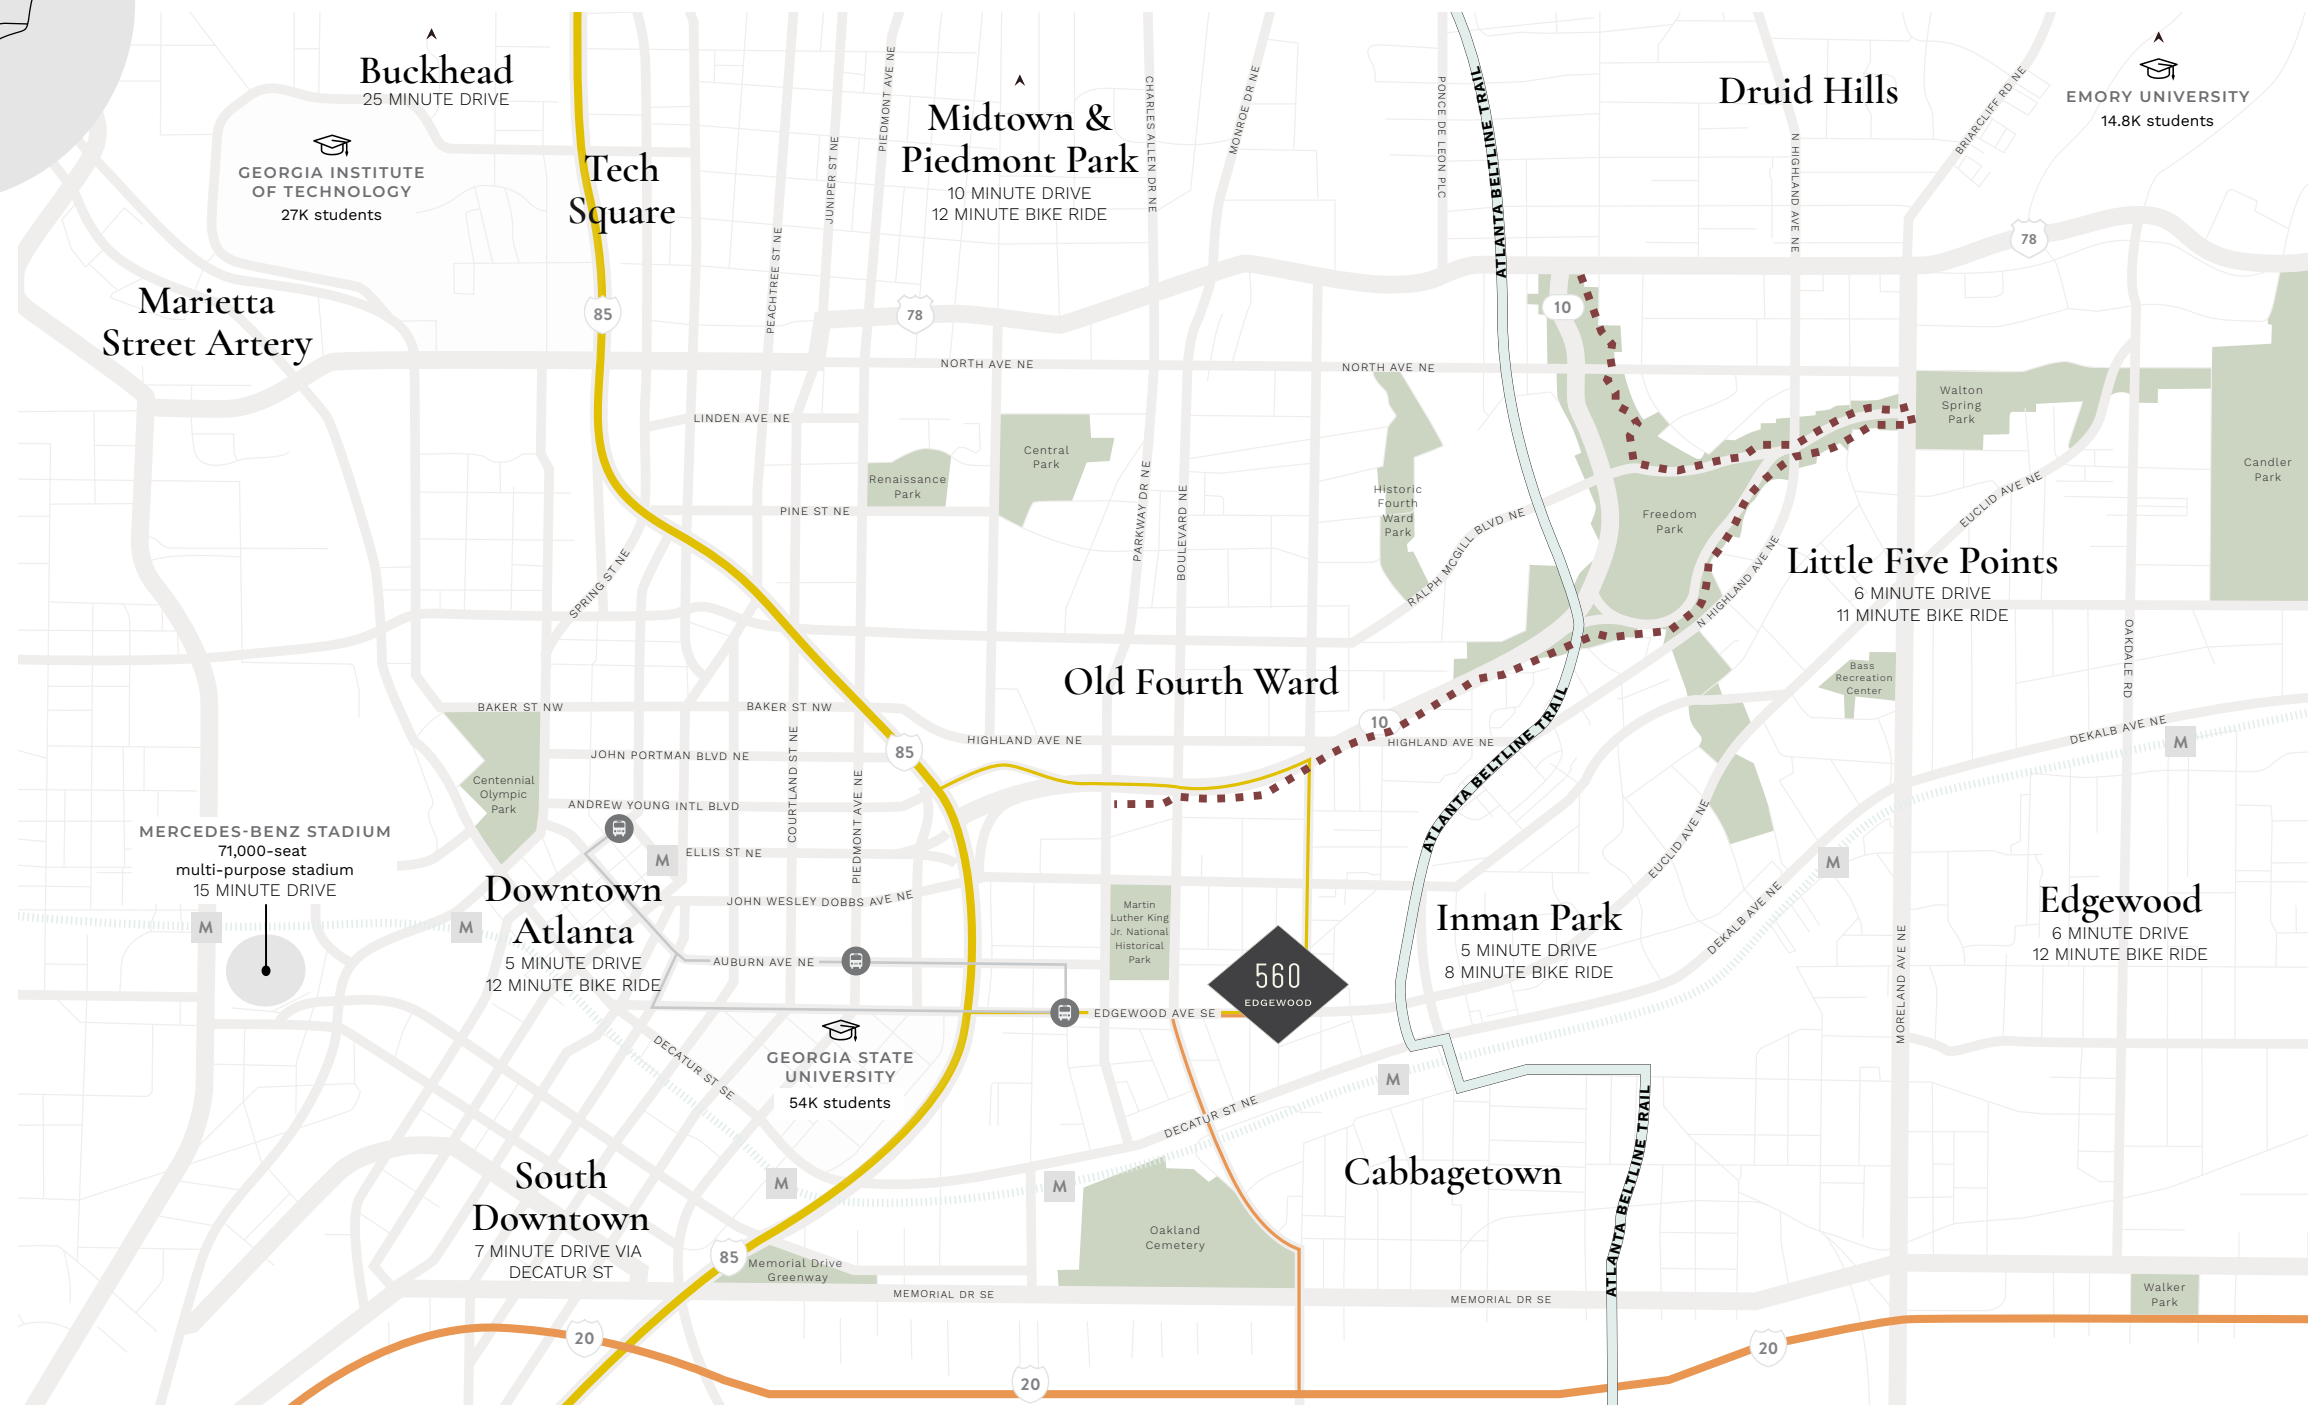 Buckhead
25 MINUTE DRIVE
GEORGIA INSTITUTE
OF TECHNOLOGY
27K students
Tech
Square
PIEDMONT AVE NE
JUNIPER ST NE
PEACHTREE ST NE
Midtown &
Piedmont Park
10 MINUTE DRIVE
12 MINUTE BIKE RIDE
CHARLES ALLEN DR NE
MONROE DR NE
PONCE DE LEON PLC
ATLANTA BELTLINE TRAIL
Druid Hills
N HIGHLAND AVE NE
BRIARCLIFF RD NE
EMORY UNIVERSITY
14.8K students
78
Marietta
Street Artery
85
78
10
NORTH AVE NE
NORTH AVE NE
LINDEN AVE NE
Central
Park
Renaissance
Park
PINE ST NE
PARKWAY DR NE
BOULEVARD NE
Historic
Fourth
Ward
Park
RALPH MCGILL BLVD NE
Freedom
Park
Walton
Spring
Park
Candler
Park
EUCLID AVE NE
N HIGHLAND AVE NE
Little Five Points
6 MINUTE DRIVE
11 MINUTE BIKE RIDE
SPRING ST NE
Old Fourth Ward
Bass
Recreation
Center
OAKDALE RD
BAKER ST NW
BAKER ST NW
10
HIGHLAND AVE NE
HIGHLAND AVE NE
ATLANTA BELTLINE TRAIL
DEKALB AVE NE
M
JOHN PORTMAN BLVD NE
COURTLAND ST NE
PIEDMONT AVE NE
85
Centennial
Olympic
Park
ANDREW YOUNG INTL BLVD
MERCEDES-BENZ STADIUM
71,000-seat
multi-purpose stadium
15 MINUTE DRIVE
M
ELLIS ST NE
EUCLID AVE NE
M
Downtown
Atlanta
5 MINUTE DRIVE
12 MINUTE BIKE RIDE
JOHN WESLEY DOBBS AVE NE
M
M
Martin
Luther King
Jr. National
Historical
Park
Inman Park
5 MINUTE DRIVE
8 MINUTE BIKE RIDE
DEKALB AVE NE
MORELAND AVE NE
Edgewood
6 MINUTE DRIVE
12 MINUTE BIKE RIDE
AUBURN AVE NE
560
EDGEWOOD
EDGEWOOD AVE SE
DECATUR ST SE
GEORGIA STATE
UNIVERSITY
54K students
M
DECATUR ST NE
M
M
ATLANTA BELTLINE TRAIL
Cabbagetown
South
Downtown
7 MINUTE DRIVE VIA
DECATUR ST
85
Memorial Drive
Greenway
Oakland
Cemetery
MEMORIAL DR SE
MEMORIAL DR SE
Walker
Park
20
20
20